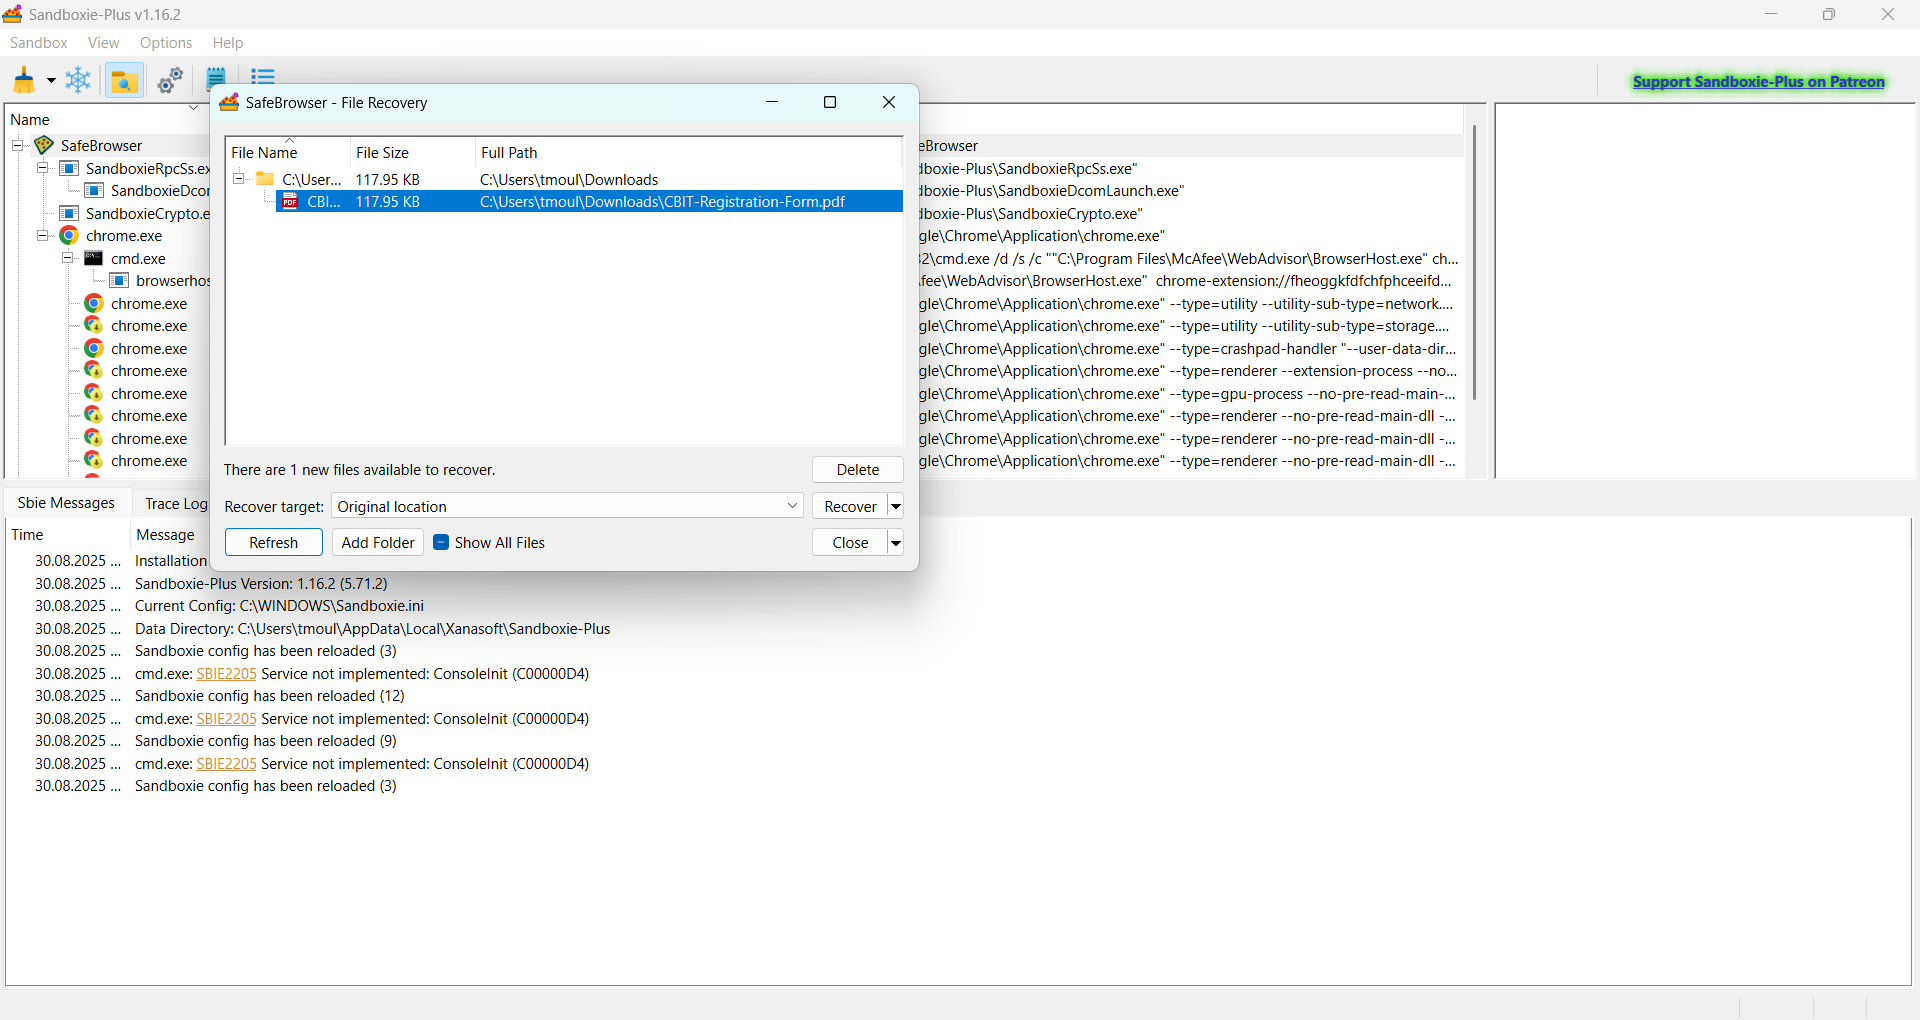 Sandboxie-Plus v1.16.2
Sandbox View Options Help
Support Sandboxie-Plus on Patreon
SafeBrowser - File Recovery
Name
SafeBrowser
SandboxieRpcSs.ex
SandboxieDcor
SandboxieCrypto.e
chrome.exe
cmd.exe
browserhos
chrome.exe
chrome.exe
chrome.exe
chrome.exe
chrome.exe
chrome.exe
chrome.exe
chrome.exe
File Name File Size Full Path
C:\User... 117.95 KB C:\Users\tmoul\Downloads
CBI... 117.95 KB C:\Users\tmoul\Downloads\CBIT-Registration-Form.pdf
There are 1 new files available to recover.
Delete
Recover target: Original location Recover
Refresh Add Folder Show All Files Close
eBrowser
boxie-Plus\SandboxieRpcSs.exe"
boxie-Plus\SandboxieDcomLaunch.exe"
boxie-Plus\SandboxieCrypto.exe"
gle\Chrome\Application\chrome.exe"
32\cmd.exe /d /s /c ""C:\Program Files\McAfee\WebAdvisor\BrowserHost.exe" ch...
fee\WebAdvisor\BrowserHost.exe" chrome-extension://fheoggkfdfchfphceeifd...
gle\Chrome\Application\chrome.exe" --type=utility --utility-sub-type=network....
gle\Chrome\Application\chrome.exe" --type=utility --utility-sub-type=storage....
gle\Chrome\Application\chrome.exe" --type=crashpad-handler "--user-data-dir...
gle\Chrome\Application\chrome.exe" --type=renderer --extension-process --no...
gle\Chrome\Application\chrome.exe" --type=gpu-process --no-pre-read-main-...
gle\Chrome\Application\chrome.exe" --type=renderer --no-pre-read-main-dll -...
gle\Chrome\Application\chrome.exe" --type=renderer --no-pre-read-main-dll -...
gle\Chrome\Application\chrome.exe" --type=renderer --no-pre-read-main-dll -...
Sbie Messages Trace Log
Time Message
30.08.2025 ... Installation
30.08.2025 ... Sandboxie-Plus Version: 1.16.2 (5.71.2)
30.08.2025 ... Current Config: C:\WINDOWS\Sandboxie.ini
30.08.2025 ... Data Directory: C:\Users\tmoul\AppData\Local\Xanasoft\Sandboxie-Plus
30.08.2025 ... Sandboxie config has been reloaded (3)
30.08.2025 ... cmd.exe: SBIE2205 Service not implemented: ConsoleInit (C00000D4)
30.08.2025 ... Sandboxie config has been reloaded (12)
30.08.2025 ... cmd.exe: SBIE2205 Service not implemented: ConsoleInit (C00000D4)
30.08.2025 ... Sandboxie config has been reloaded (9)
30.08.2025 ... cmd.exe: SBIE2205 Service not implemented: ConsoleInit (C00000D4)
30.08.2025 ... Sandboxie config has been reloaded (3)